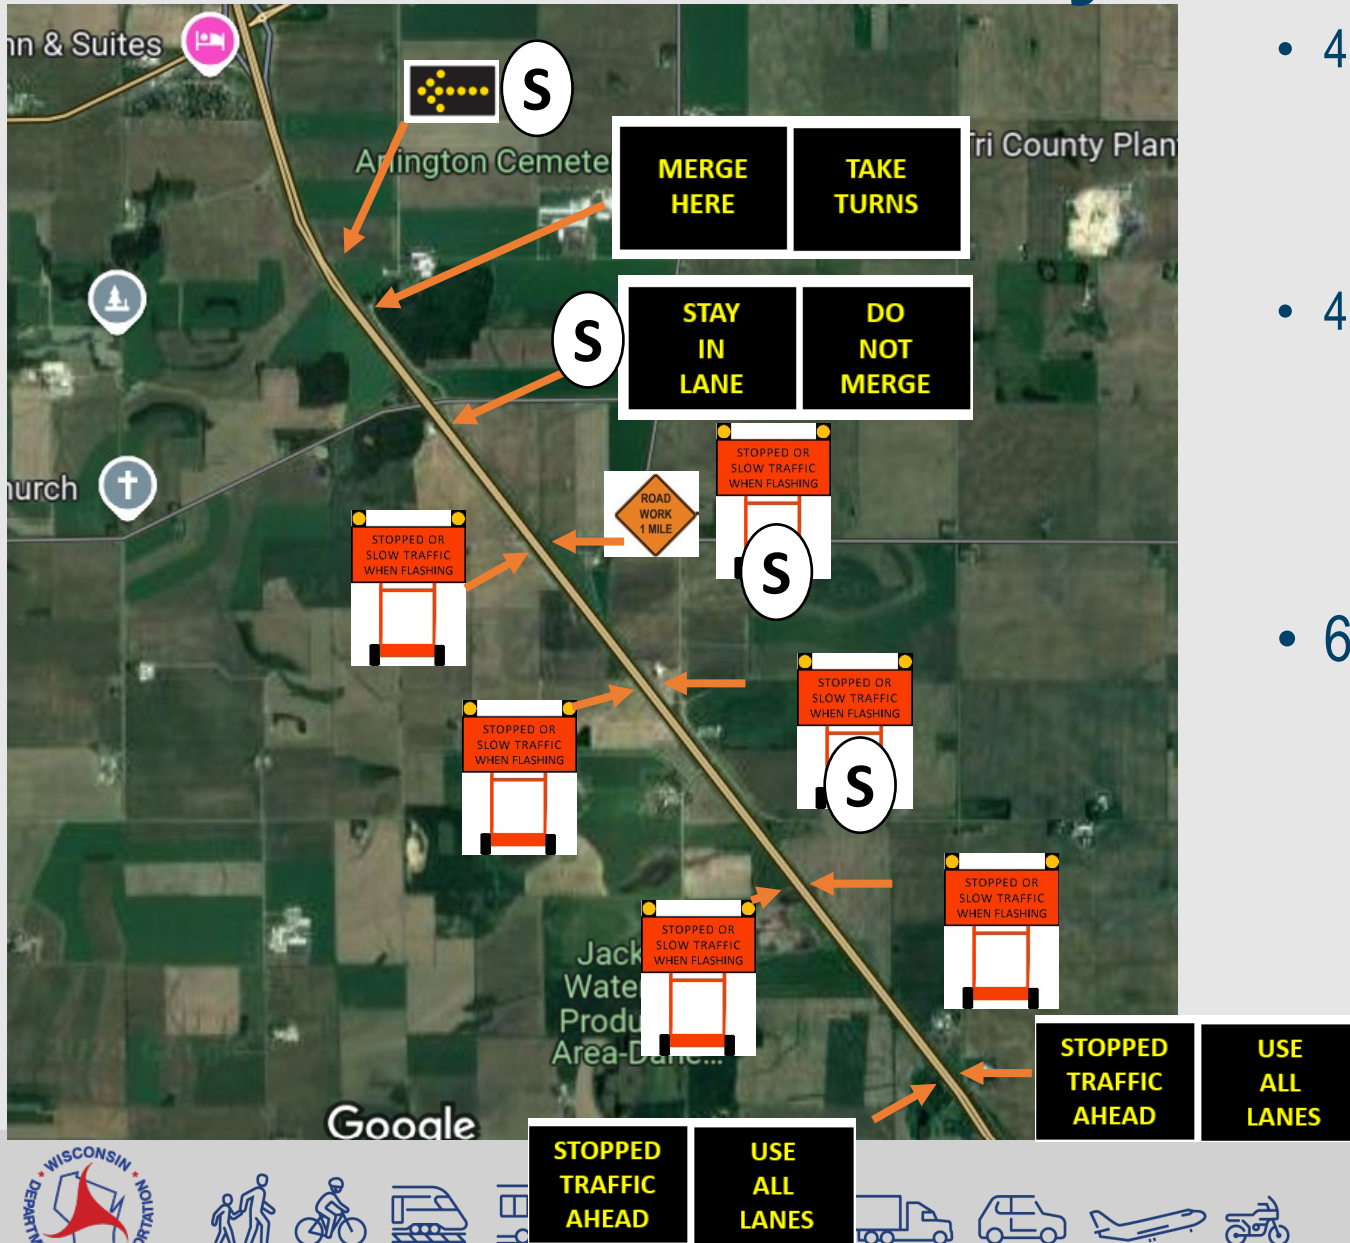 • 4
nn & Suites
S
Arlington Cemete
MERGE
HERE
TAKE
TURNS
Tri County Plan
• 4
S
STAY
IN
LANE
DO
NOT
MERGE
STOPPED OR
SLOW TRAFFIC
WHEN FLASHING
ROAD
WORK
1 MILE
S
urch
STOPPED OR
SLOW TRAFFIC
WHEN FLASHING
• 6
STOPPED OR
SLOW TRAFFIC
WHEN FLASHING
S
STOPPED OR
SLOW TRAFFIC
WHEN FLASHING
STOPPED OR
SLOW TRAFFIC
WHEN FLASHING
STOPPED OR
SLOW TRAFFIC
WHEN FLASHING
Jack
Wate
Produ
Area-Dane...
STOPPED
TRAFFIC
AHEAD
USE
ALL
LANES
Google
STOPPED
TRAFFIC
AHEAD
USE
ALL
LANES
WISCONSIN
DEPARTM
ORTATION